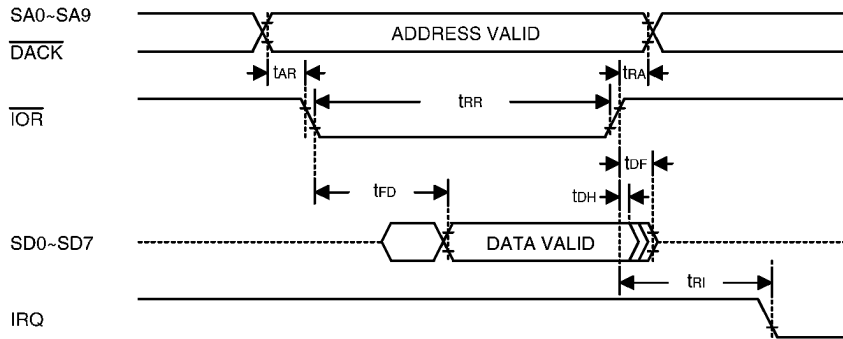 SA0~SA9
DACK
ADDRESS VALID
tAR
tRA
IOR
tRR
tDF
tFD
tDH
SD0~SD7
DATA VALID
tRI
IRQ